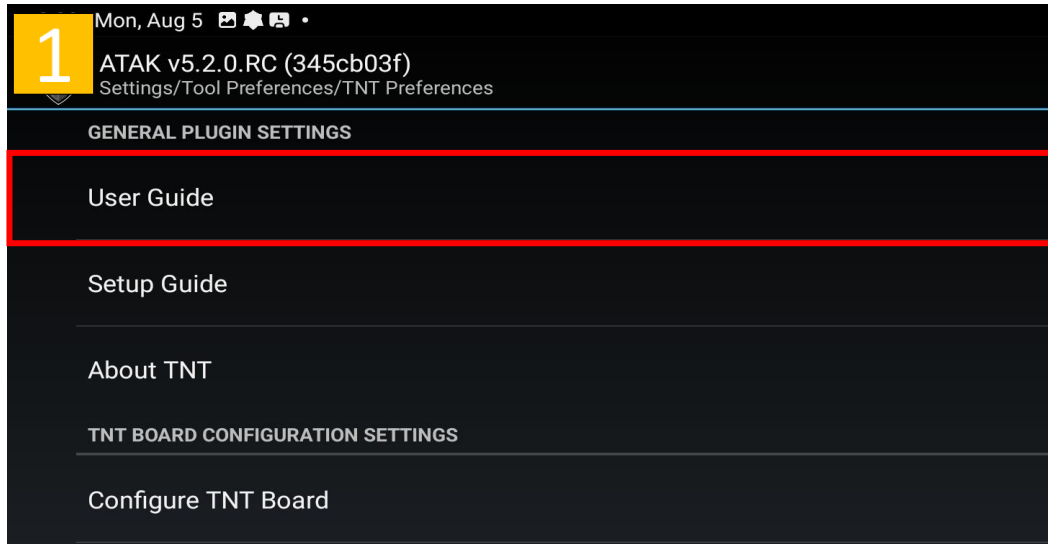 1
Mon, Aug 5
ATAK v5.2.0.RC (345cb03f)
Settings/Tool Preferences/TNT Preferences
GENERAL PLUGIN SETTINGS
User Guide
Setup Guide
About TNT
TNT BOARD CONFIGURATION SETTINGS
Configure TNT Board